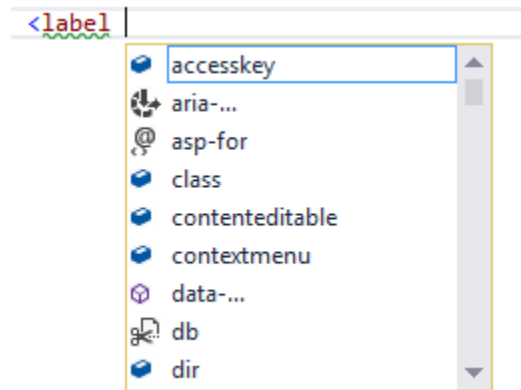 <label
accesskey
aria-...
asp-for
class
contenteditable
contextmenu
data-...
db
dir